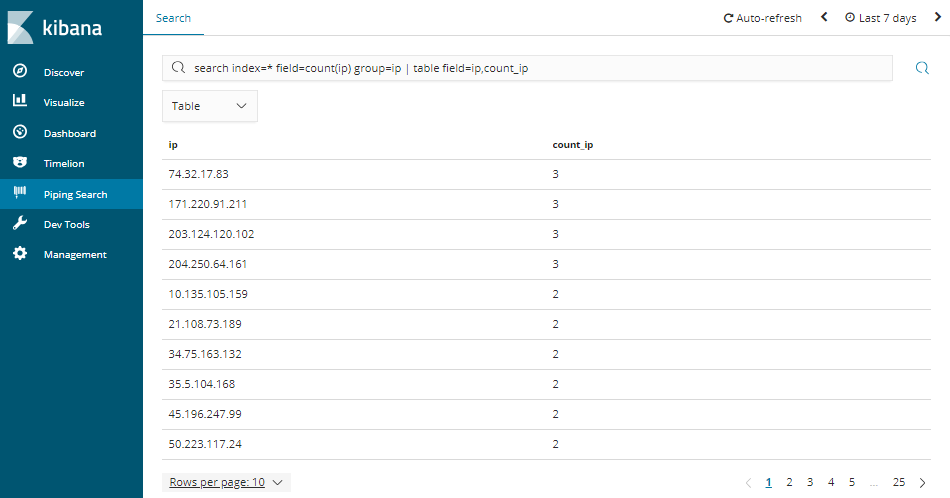 kibana
Discover
Visualize
Dashboard
Timelion
Piping Search
Dev Tools
Management
Search
Auto-refresh
Last 7 days
search index=* field=count(ip) group=ip | table field=ip,count_ip
Table
ip count_ip
74.32.17.83 3
171.220.91.211 3
203.124.120.102 3
204.250.64.161 3
10.135.105.159 2
21.108.73.189 2
34.75.163.132 2
35.5.104.168 2
45.196.247.99 2
50.223.117.24 2
Rows per page: 10
1 2 3 4 5 ... 25